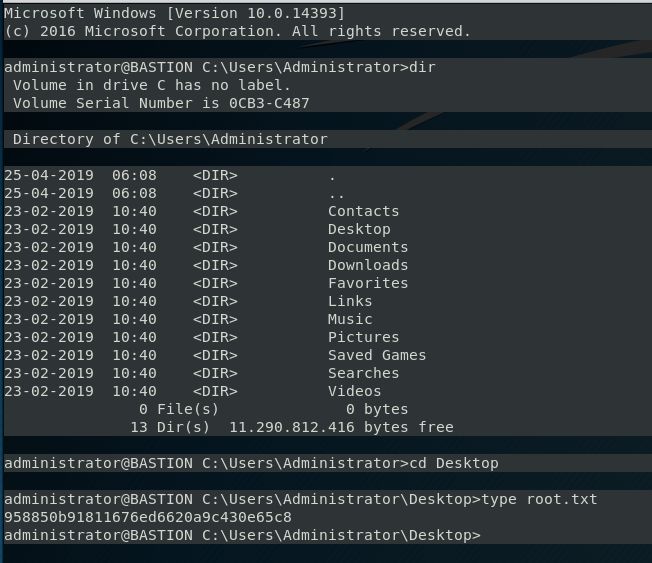 Microsoft Windows [Version 10.0.14393]
(c) 2016 Microsoft Corporation. All rights reserved.
administrator@BASTION C:\Users\Administrator>dir
 Volume in drive C has no label.
 Volume Serial Number is 0CB3-C487
 Directory of C:\Users\Administrator
25-04-2019  06:08    <DIR>          .
25-04-2019  06:08    <DIR>          ..
23-02-2019  10:40    <DIR>          Contacts
23-02-2019  10:40    <DIR>          Desktop
23-02-2019  10:40    <DIR>          Documents
23-02-2019  10:40    <DIR>          Downloads
23-02-2019  10:40    <DIR>          Favorites
23-02-2019  10:40    <DIR>          Links
23-02-2019  10:40    <DIR>          Music
23-02-2019  10:40    <DIR>          Pictures
23-02-2019  10:40    <DIR>          Saved Games
23-02-2019  10:40    <DIR>          Searches
23-02-2019  10:40    <DIR>          Videos
               0 File(s)              0 bytes
              13 Dir(s)  11.290.812.416 bytes free
administrator@BASTION C:\Users\Administrator>cd Desktop
administrator@BASTION C:\Users\Administrator\Desktop>type root.txt
958850b91811676ed6620a9c430e65c8
administrator@BASTION C:\Users\Administrator\Desktop>